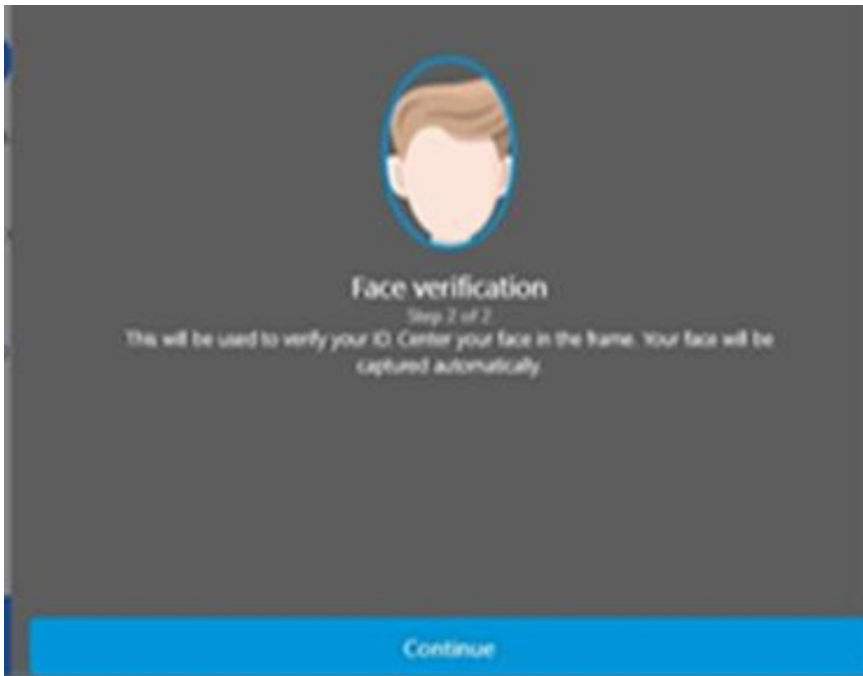 Face verification
Step 2 of 2
This will be used to verify your ID. Center your face in the frame. Your face will be
captured automatically.
Continue